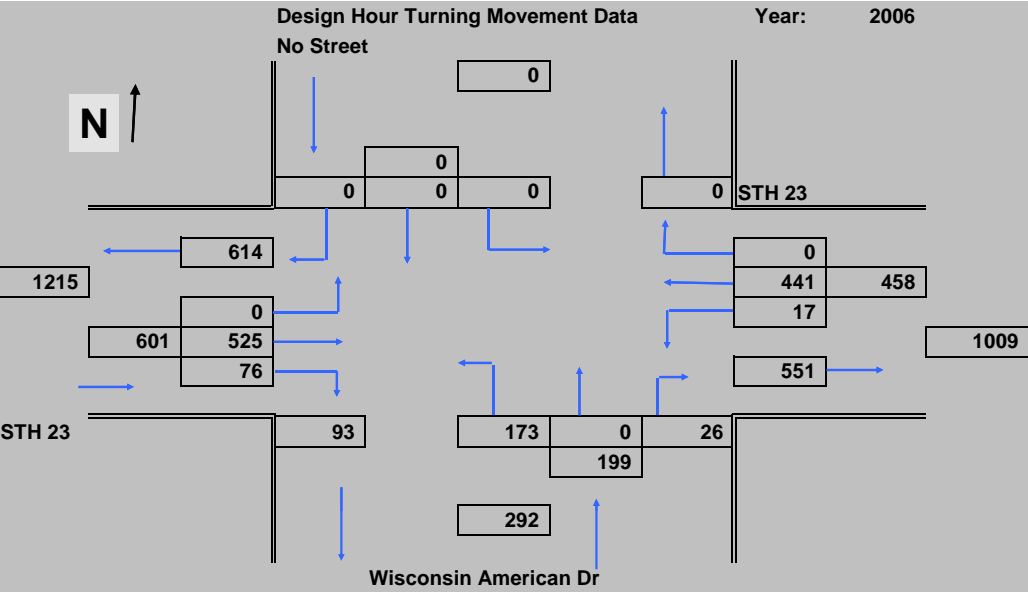 Design Hour Turning Movement Data Year: 2006
No Street
0
N
0
0 0 0 0 STH 23
614 0
1215 441 458
0 17
601 525 1009
76 551
STH 23 93 173 0 26
199
292
Wisconsin American Dr